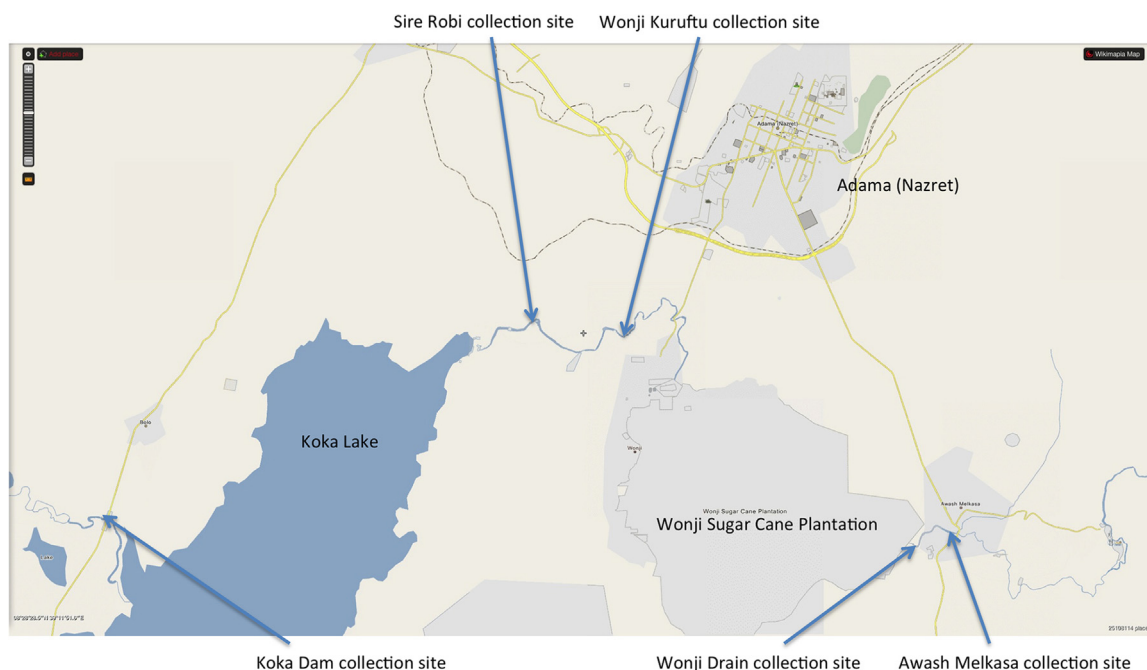 Sire Robi collection site
Wonji Kuruftu collection site
Wikimapia Map
Adama (Nazret)
Adama (Nazret)
Koka Lake
Bolo
Wonji
Wonji Sugar Cane Plantation
Wonji Sugar Cane Plantation
Awash Melkasa
Lake
Koka Dam collection site
Wonji Drain collection site
Awash Melkasa collection site